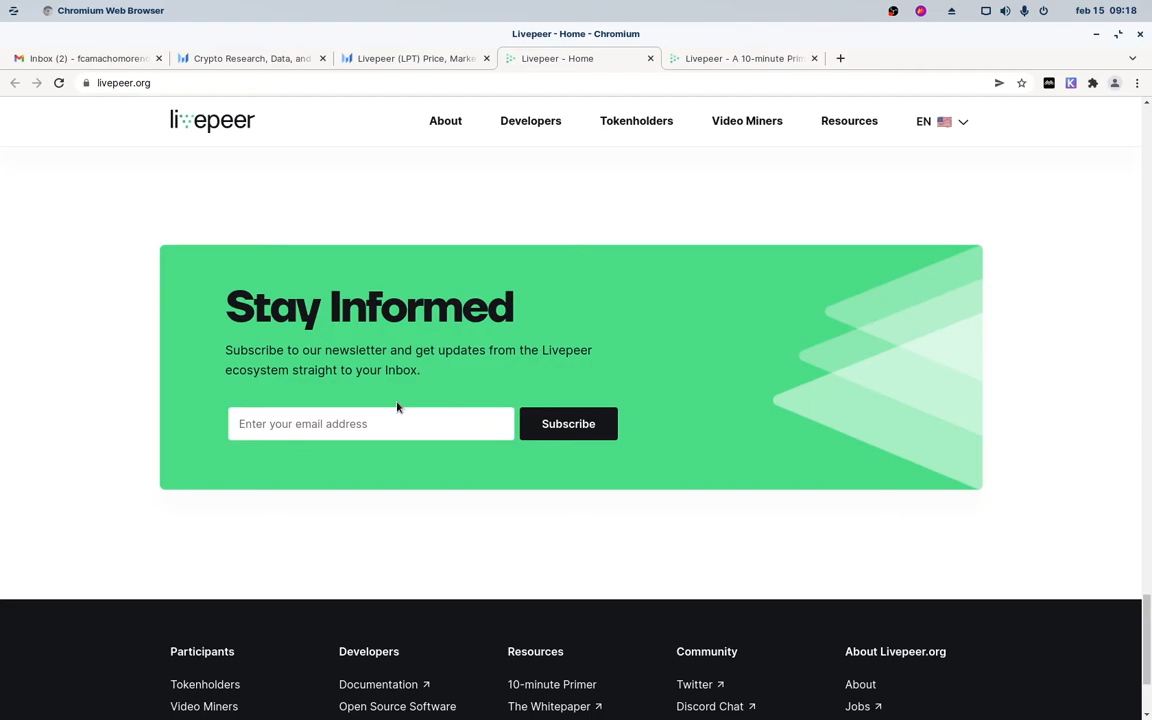 Chromium Web Browser
feb 15 09:18
Livepeer - Home - Chromium
Inbox (2) - fcamachomoreno
Crypto Research, Data, and
Livepeer (LPT) Price, Marke
Livepeer - Home
Livepeer - A 10-minute Prim
livepeer.org
livepeer
About
Developers
Tokenholders
Video Miners
Resources
EN
Stay Informed
Subscribe to our newsletter and get updates from the Livepeer
ecosystem straight to your Inbox.
Enter your email address
Subscribe
Participants
Developers
Resources
Community
About Livepeer.org
Tokenholders
Documentation ↗
10-minute Primer
Twitter ↗
About
Video Miners
Open Source Software
The Whitepaper ↗
Discord Chat ↗
Jobs ↗